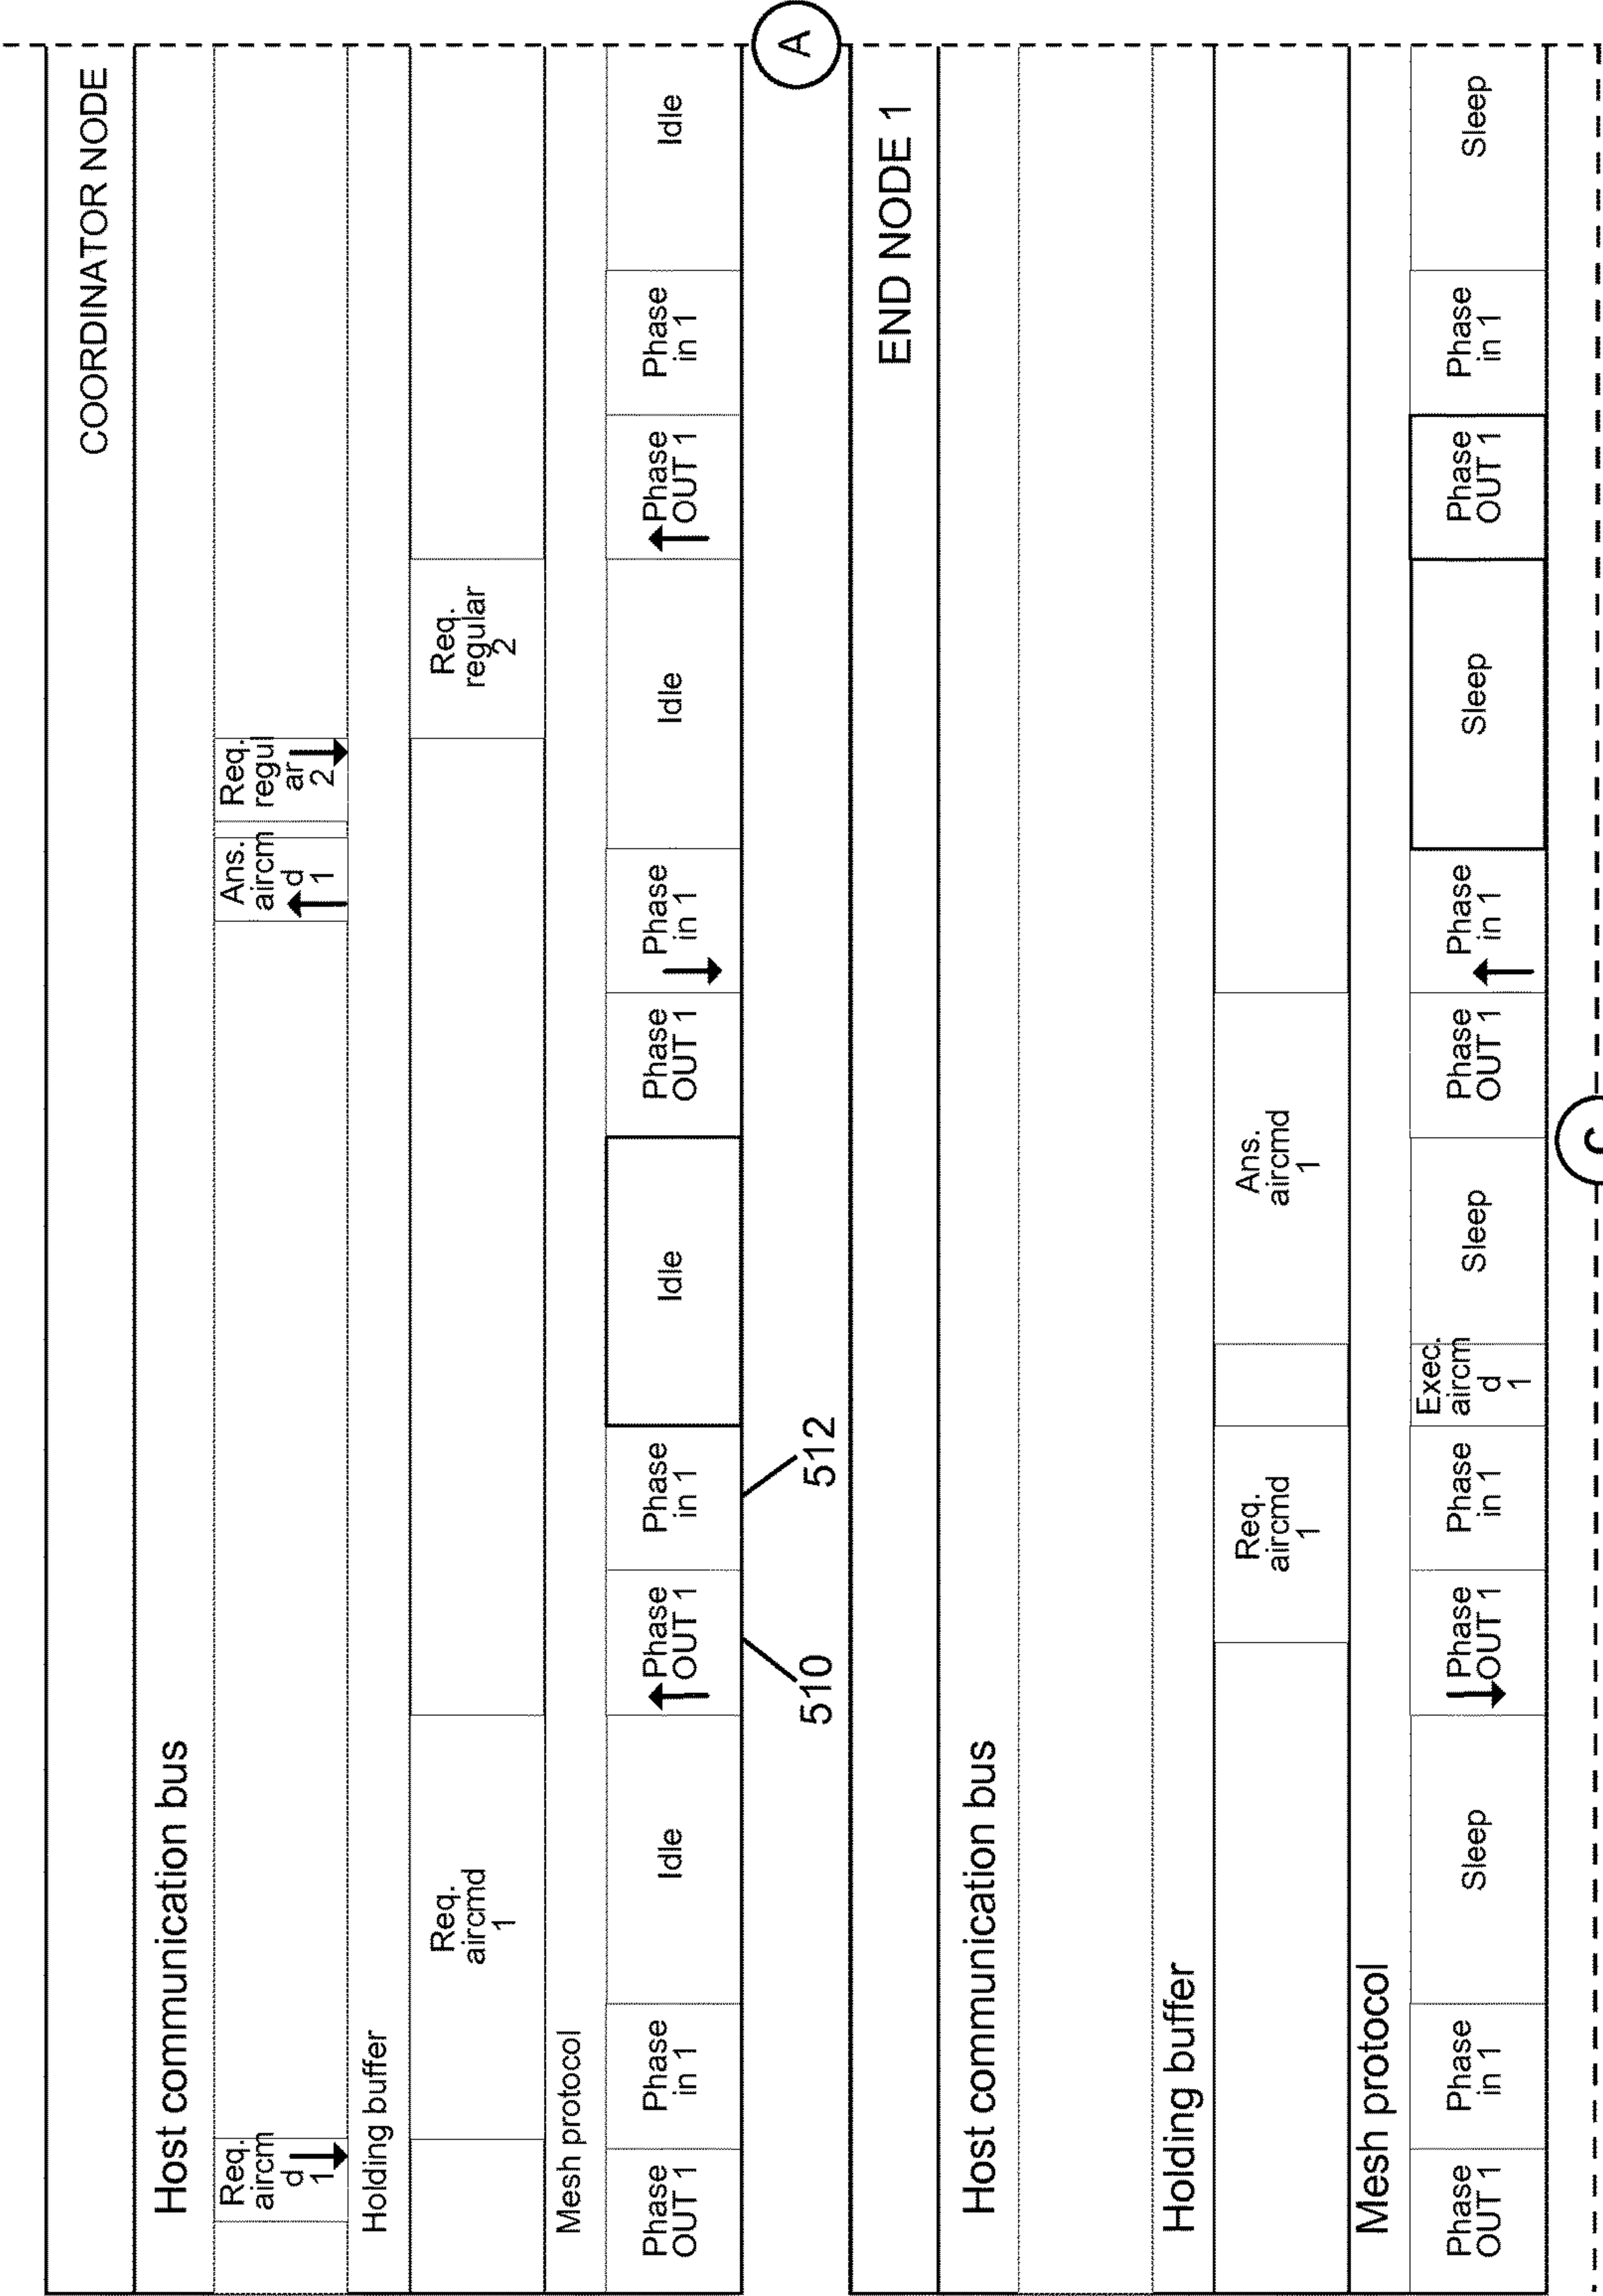 COORDINATOR NODE
Host communication bus
Req.
aircm
d
1
Ans.
aircm
d
1
Req.
regul
ar
2
Holding buffer
Req.
aircmd
1
Req.
regular
2
Mesh protocol
Phase
OUT 1
Phase
in 1
Idle
Phase
OUT 1
Phase
in 1
Idle
Phase
OUT 1
Phase
in 1
Idle
Phase
OUT 1
Phase
in 1
Idle
510
512
A
END NODE 1
Host communication bus
Holding buffer
Req.
aircmd
1
Ans.
aircmd
1
Mesh protocol
Phase
OUT 1
Phase
in 1
Sleep
Phase
OUT 1
Phase
in 1
Exec.
aircm
d
1
Sleep
Phase
OUT 1
Phase
in 1
Sleep
Phase
OUT 1
Phase
in 1
Sleep